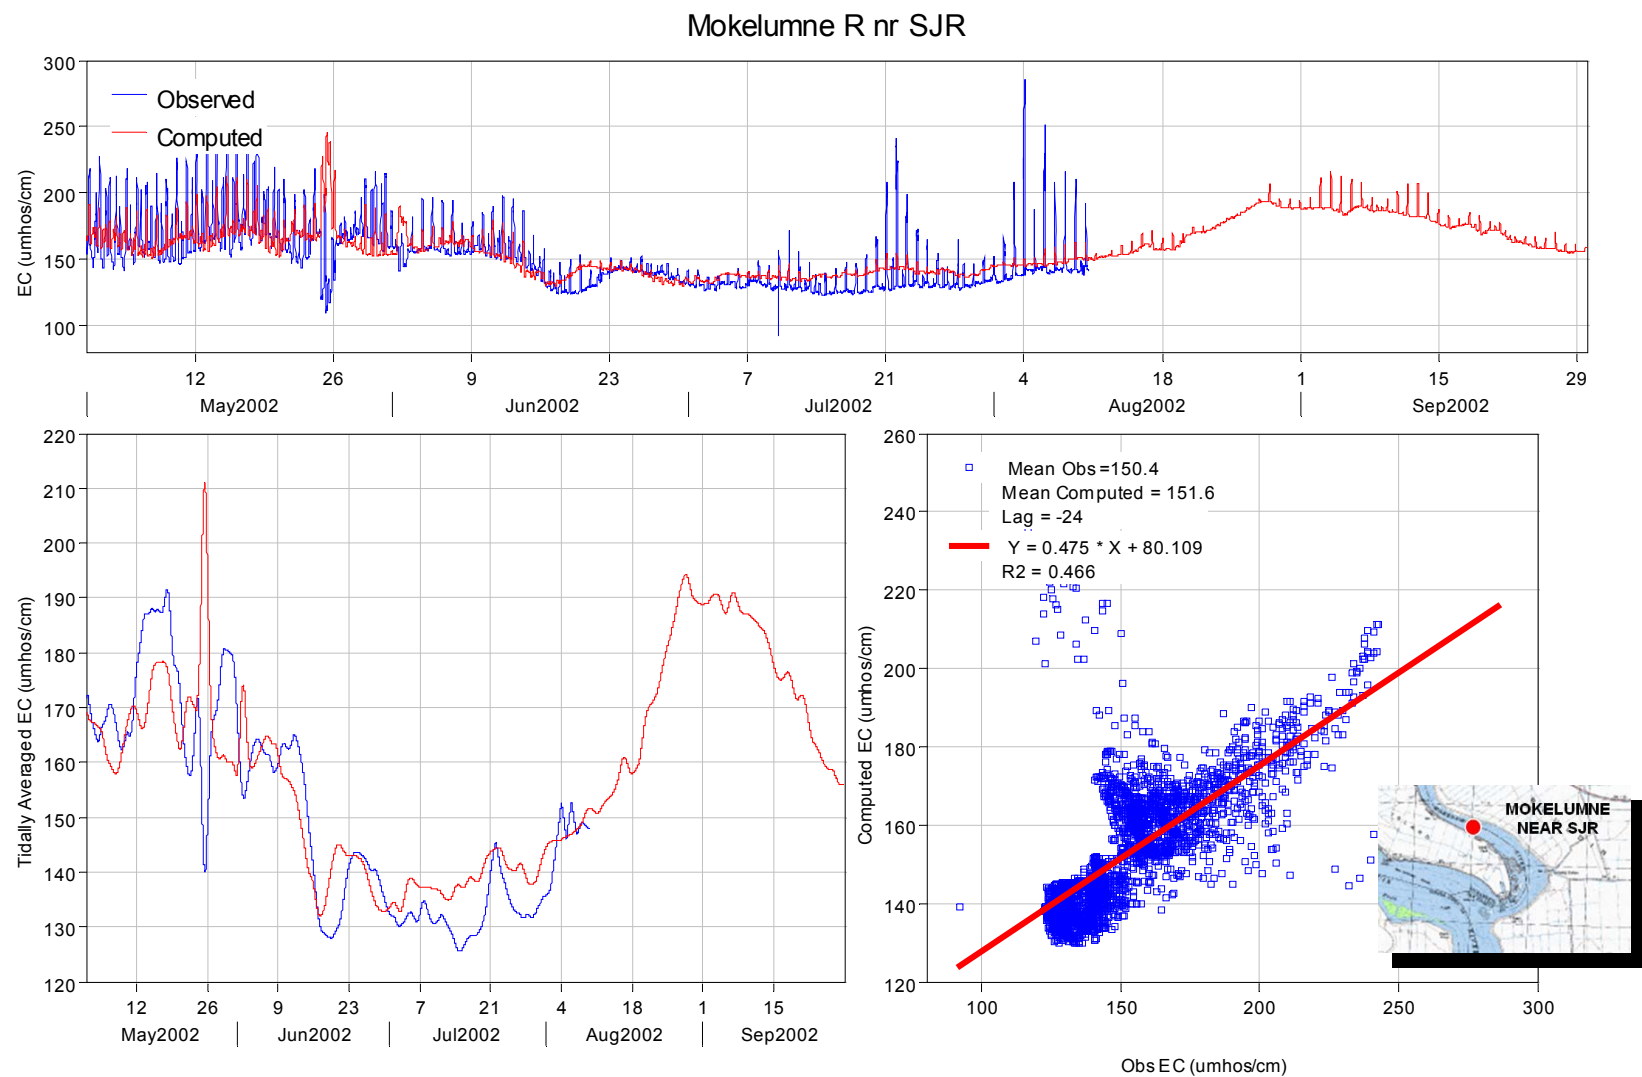 Mokelumne R nr SJR
300
250
200
150
100
EC (umhos/cm)
Observed
Computed
12 26 9 23 7 21 4 18 1 15 29
May2002 Jun2002 Jul2002 Aug2002 Sep2002
220
210
200
190
180
170
160
150
140
130
120
Tidally Averaged EC (umhos/cm)
12 26 9 23 7 21 4 18 1 15
May2002 Jun2002 Jul2002 Aug2002 Sep2002
260
240
220
200
180
160
140
120
Computed EC (umhos/cm)
Mean Obs =150.4
Mean Computed = 151.6
Lag = -24
Y = 0.475 * X + 80.109
R2 = 0.466
MOKELUMNE
NEAR SJR
100 150 200 250 300
Obs EC (umhos/cm)